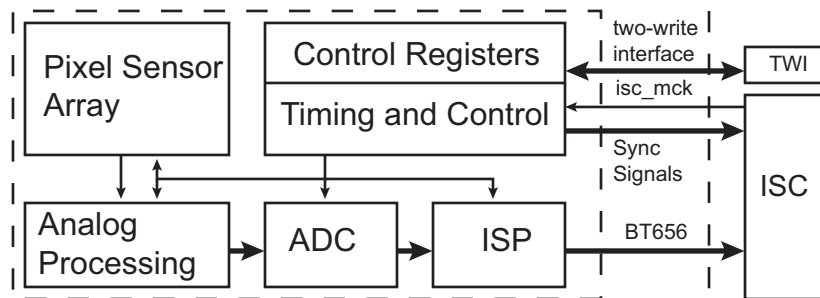 Pixel Sensor
Array
Control Registers
Timing and Control
two-write
interface
TWI
isc_mck
Sync
Signals
ISC
Analog
Processing
ADC
ISP
BT656